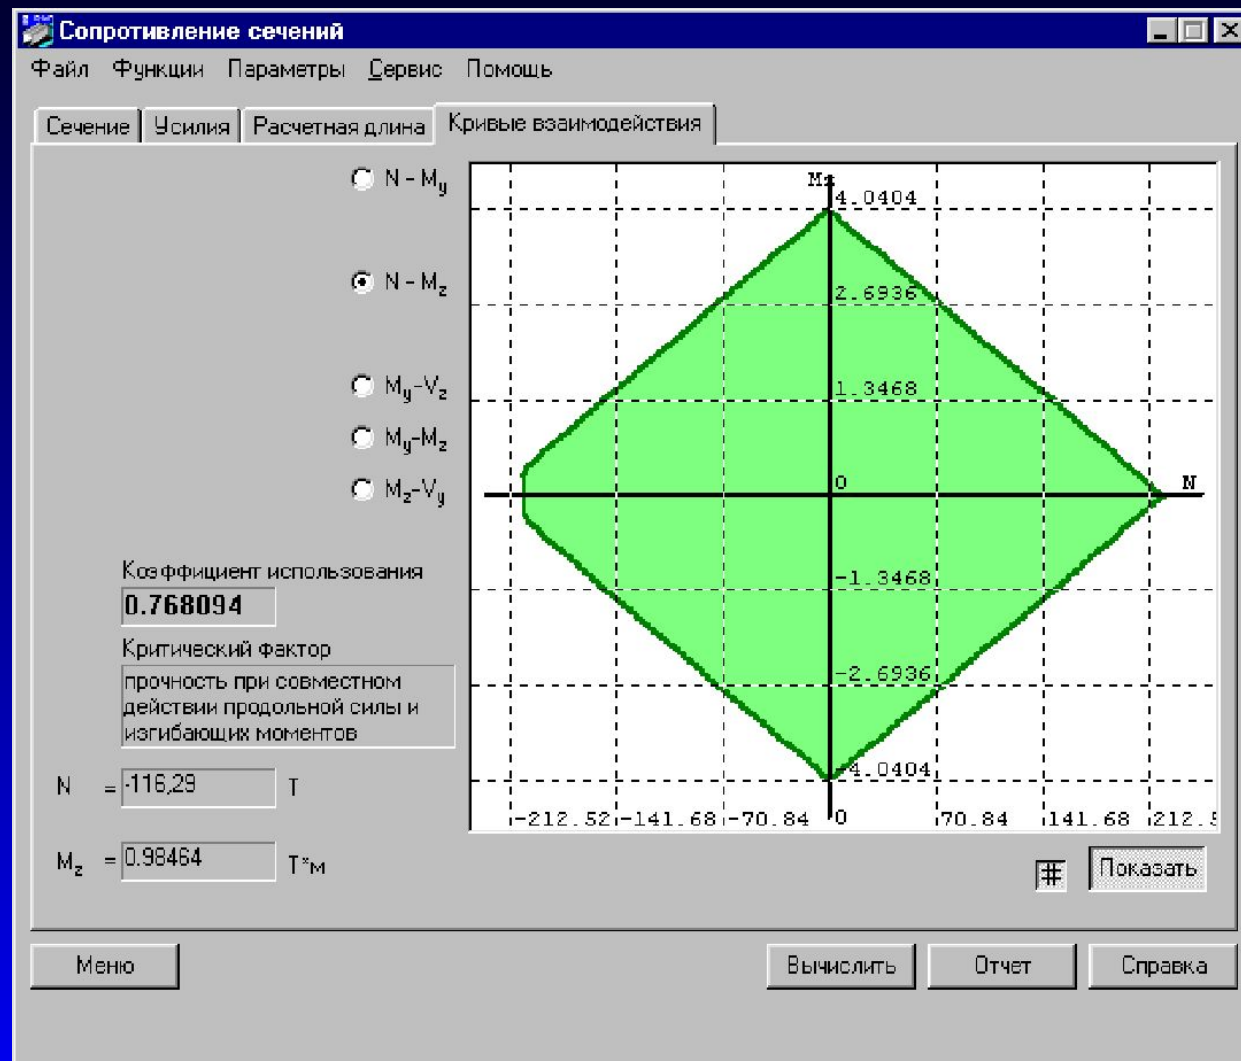 Сопротивление сечений
Файл Функции Параметры Сервис Помощь
Сечение Усилия Расчетная длина Кривые взаимодействия
N - My
N - Mz
My-Vz
My-Mz
Mz-Vy
Коэффициент использования
0.768094
Критический фактор
прочность при совместном
действии продольной силы и
изгибающих моментов
N = -116,29 Т
Mz = 0.98464 Т*м
Mz
4.0404
2.6936
1.3468
0 N
-1.3468
-2.6936
-4.0404
-212.52 -141.68 -70.84 0 70.84 141.68 212.5
# Показать
Меню Вычислить Отчет Справка